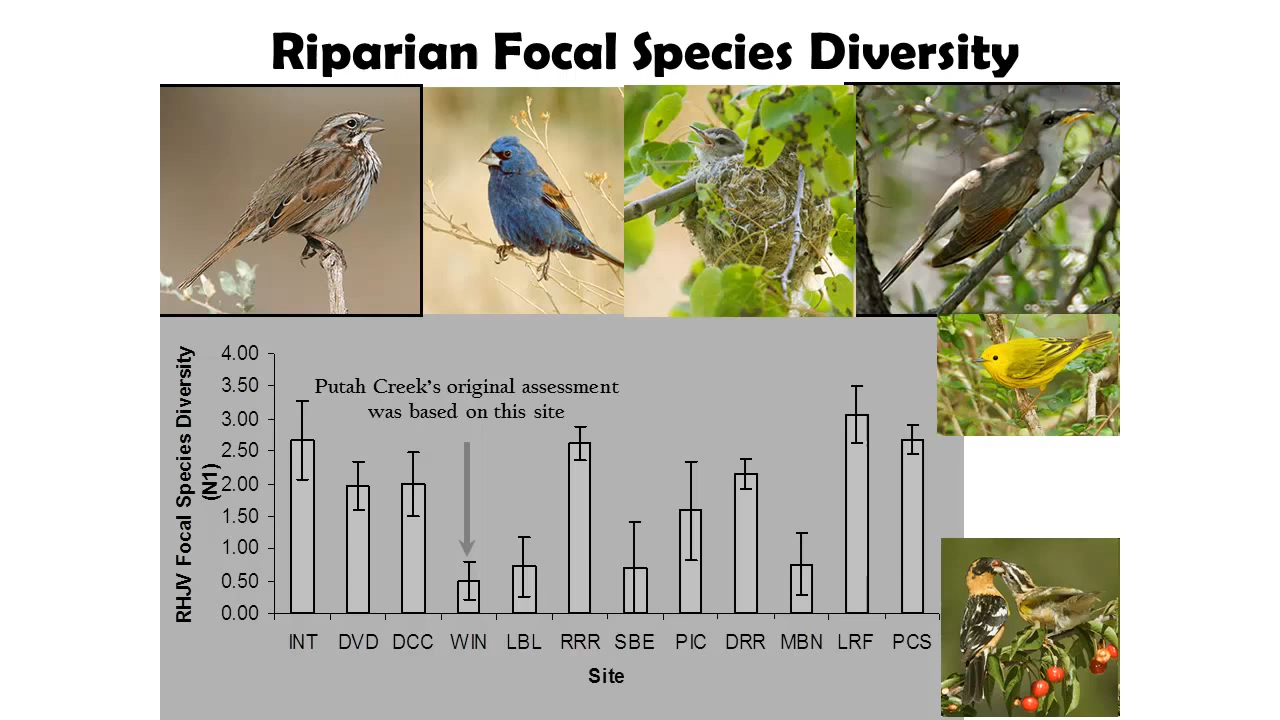 Riparian Focal Species Diversity
RHJV Focal Species Diversity
(N1)
4.00
3.50
3.00
2.50
2.00
1.50
1.00
0.50
0.00
Putah Creek's original assessment
was based on this site
INT DVD DCC WIN LBL RRR SBE PIC DRR MBN LRF PCS
Site